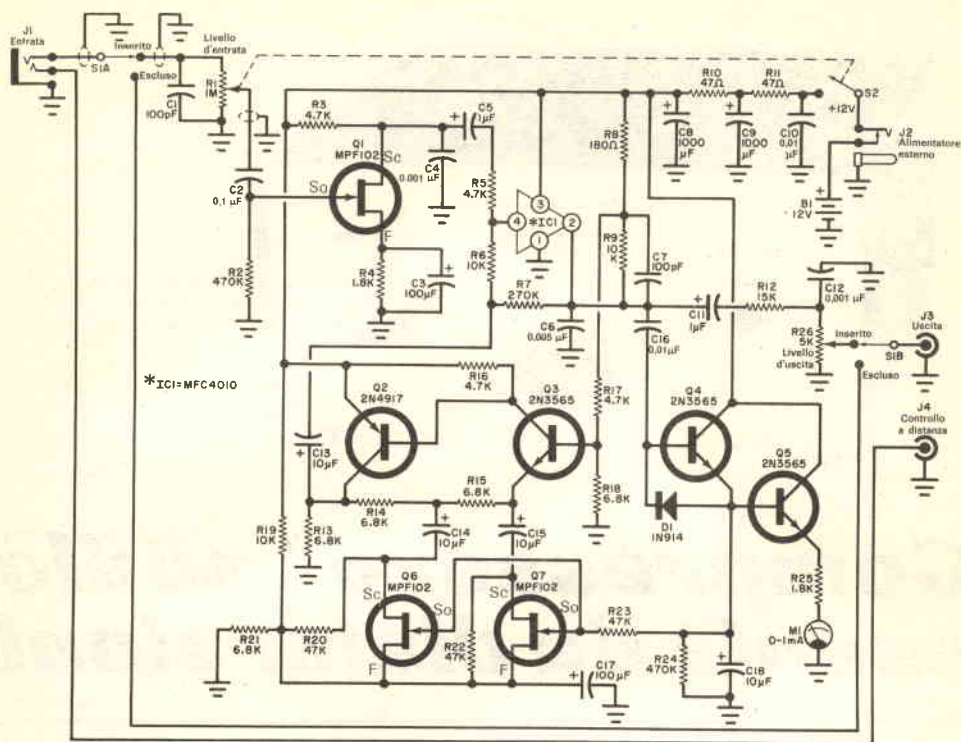 J1
Entrata
S1A
Inserito
Escluso
Livello
d'entrata
R1
1M
C1
100pF
C2
0,1 µF
R2
470K
R3
4.7K
Q1
MPF102
Sc
So
F
0.001
C4
µF
C5
1µF
R5
4.7K
R6
10K
R4
1.8K
C3
100µF
R7
270K
*IC1
1
2
3
4
C6
0,005 µF
R8
180Ω
R9
10
K
C7
100pF
C8
1000
µF
R10
47Ω
C9
1000
µF
R11
47Ω
C10
0,01
µF
S2
+12V
J2
Alimentatore
esterno
B1
12V
C11
1µF
R12
15K
C12
0,001 µF
R26
5K
Livello
d'uscita
Inserito
Escluso
S1B
J3
Uscita
J4
Controllo
a distanza
C16
0,01µF
*IC1=MFC4010
R16
4.7K
Q2
2N4917
Q3
2N3565
R17
4.7K
R18
6.8K
Q4
2N3565
Q5
2N3565
D1
1N914
C13
10µF
R14
6.8K
R15
6.8K
R13
6.8K
C14
10µF
C15
10µF
R19
10K
R21
6.8K
R20
47K
Q6
MPF102
Sc
So
F
Q7
MPF102
Sc
So
F
R22
47K
R23
47K
R24
470K
C17
100µF
C18
10µF
R25
1.8K
M1
0-1mA